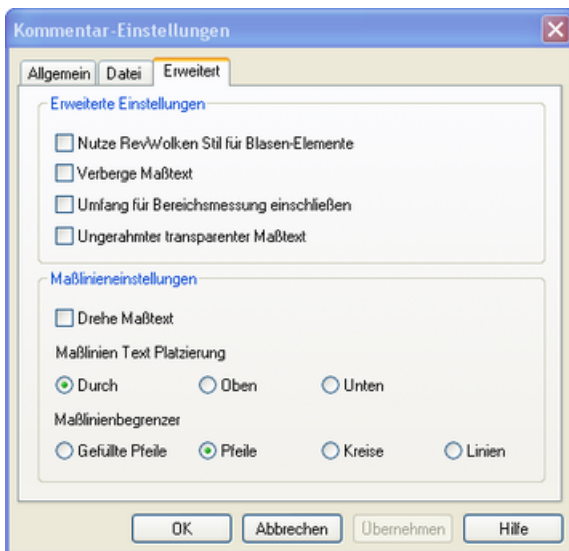 Kommentar-Einstellungen
Allgemein Datei Erweitert
Erweiterte Einstellungen
Nutze RevWolken Stil für Blasen-Elemente
Verberge Maßtext
Umfang für Bereichsmessung einschließen
Ungerahmter transparenter Maßtext
Maßlinieneinstellungen
Drehe Maßtext
Maßlinien Text Platzierung
Durch Oben Unten
Maßlinienbegrenzer
Gefüllte Pfeile Pfeile Kreise Linien
OK Abbrechen Übernehmen Hilfe